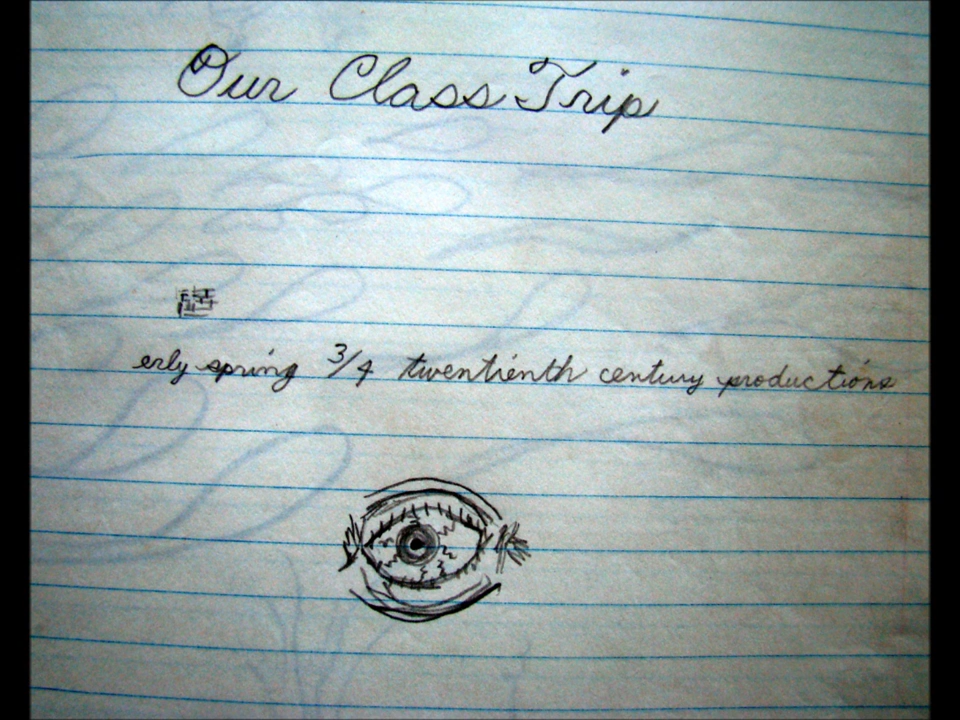 Our Class Trip
erly spring 3/4 twentienth century productions